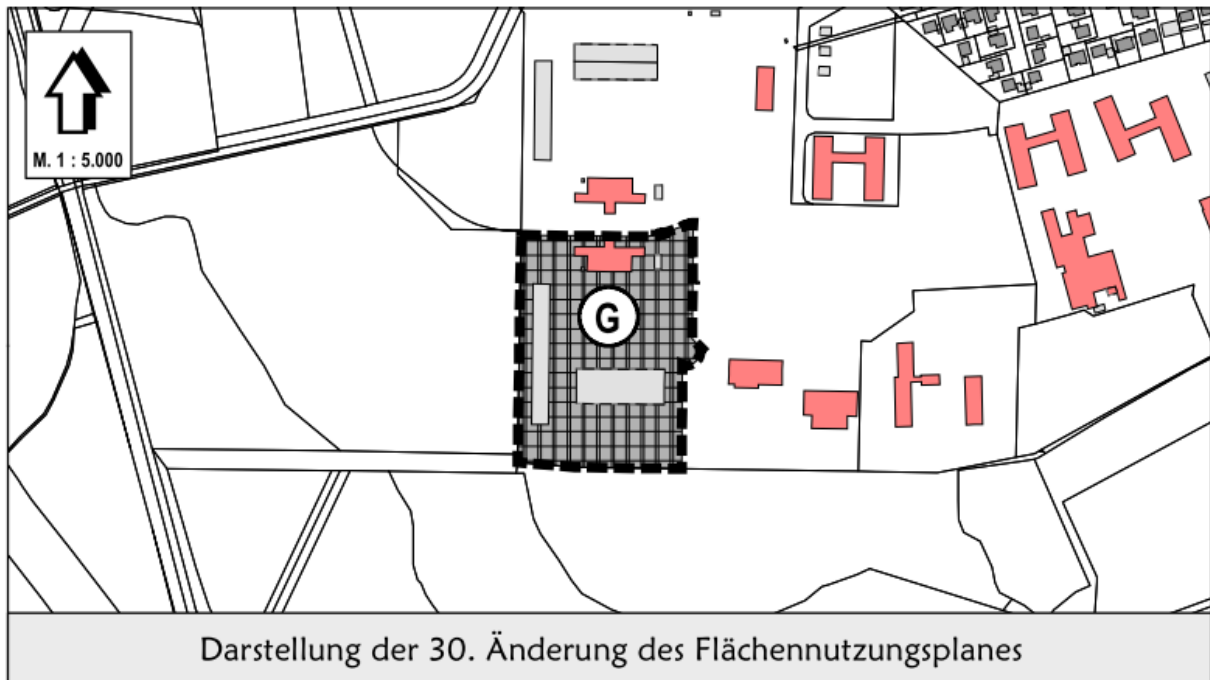 M. 1 : 5.000
G
Darstellung der 30. Änderung des Flächennutzungsplanes